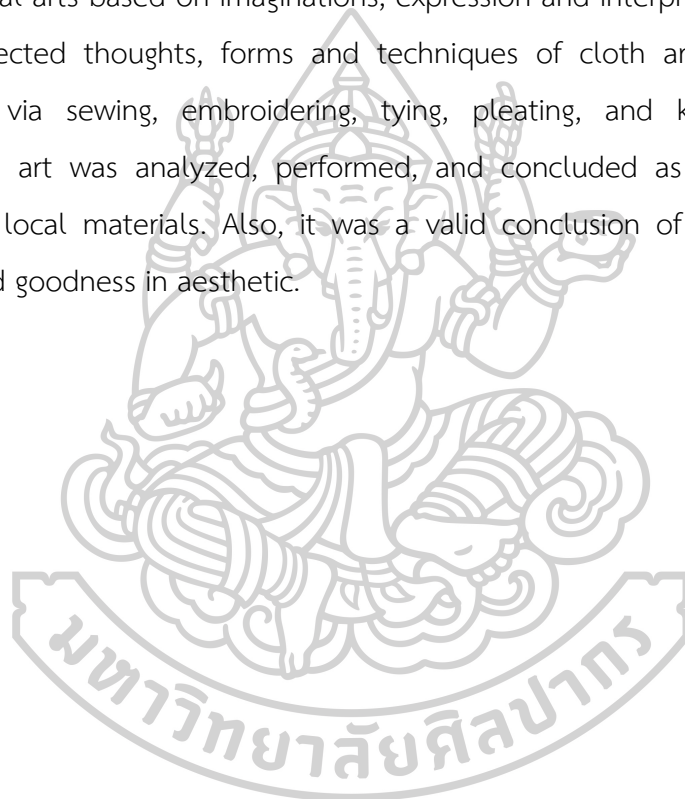 al arts based on imaginations, expression and
ected thoughts, forms and techniques of cloth
via sewing, embroidering, tying, pleating, and
art was analyzed, performed, and concluded as
local materials. Also, it was a valid conclusion of
goodness in aesthetic.
มหาวิทยาลัยศิลปากร